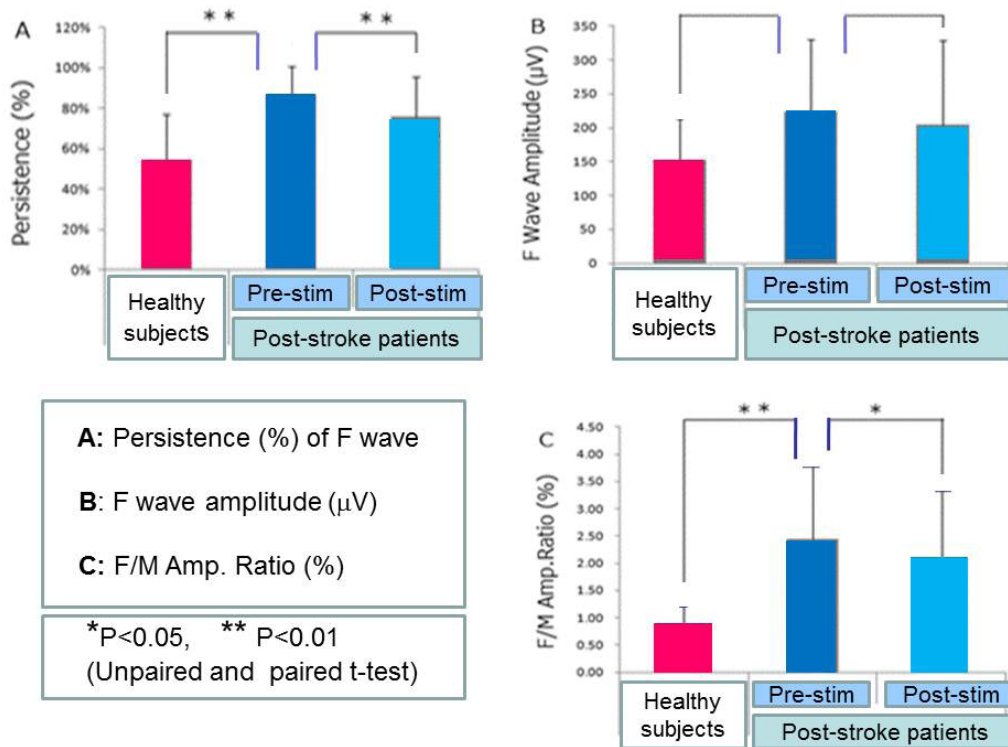 A
* *
* *
120%
100%
80%
60%
40%
20%
0%
Persistence (%)
Healthy
subjects
Pre-stim
Post-stim
Post-stroke patients
B
350
300
250
200
150
100
50
0
F Wave Amplitude (μV)
Healthy
subjects
Pre-stim
Post-stim
Post-stroke patients
A: Persistence (%) of F wave
B: F wave amplitude (μV)
C: F/M Amp. Ratio (%)
*P<0.05, ** P<0.01
(Unpaired and paired t-test)
C
* *
*
4.50
4.00
3.50
3.00
2.50
2.00
1.50
1.00
0.50
0.00
F/M Amp.Ratio (%)
Healthy
subjects
Pre-stim
Post-stim
Post-stroke patients